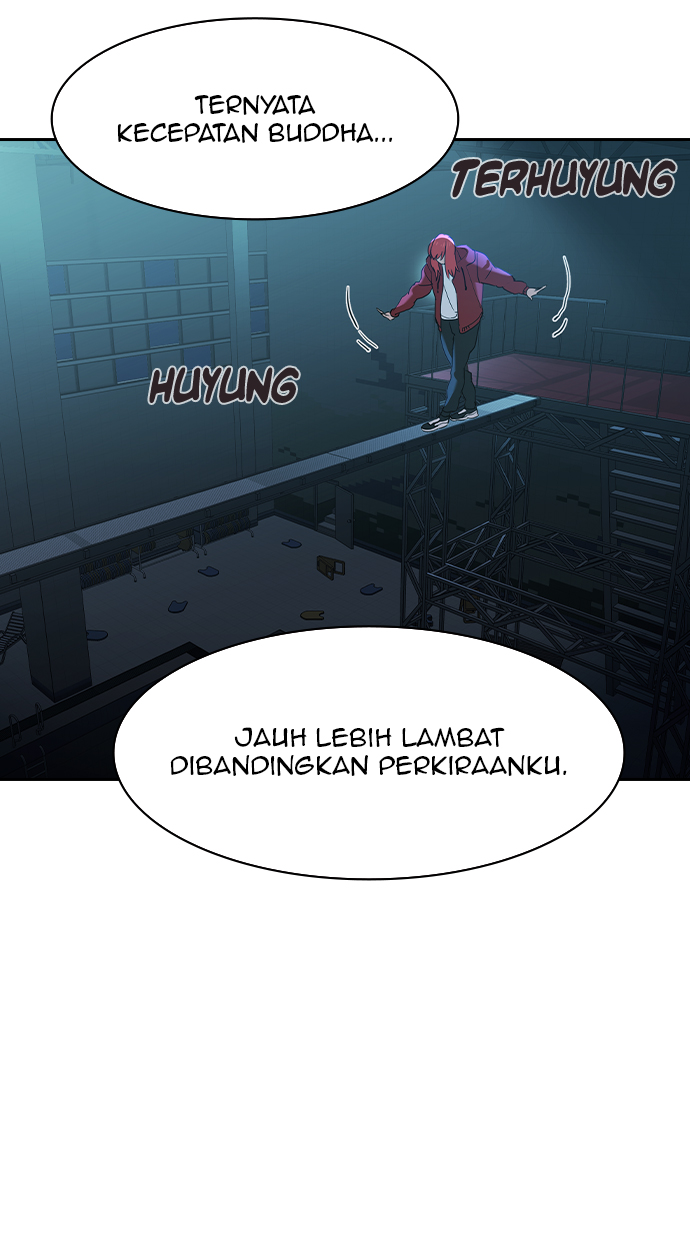 TERNYATA
KECEPATAN BUDDHA...
TERHUYUNG
HUYUNG
JAUH LEBIH LAMBAT
DIBANDINGKAN PERKIRAANKU.